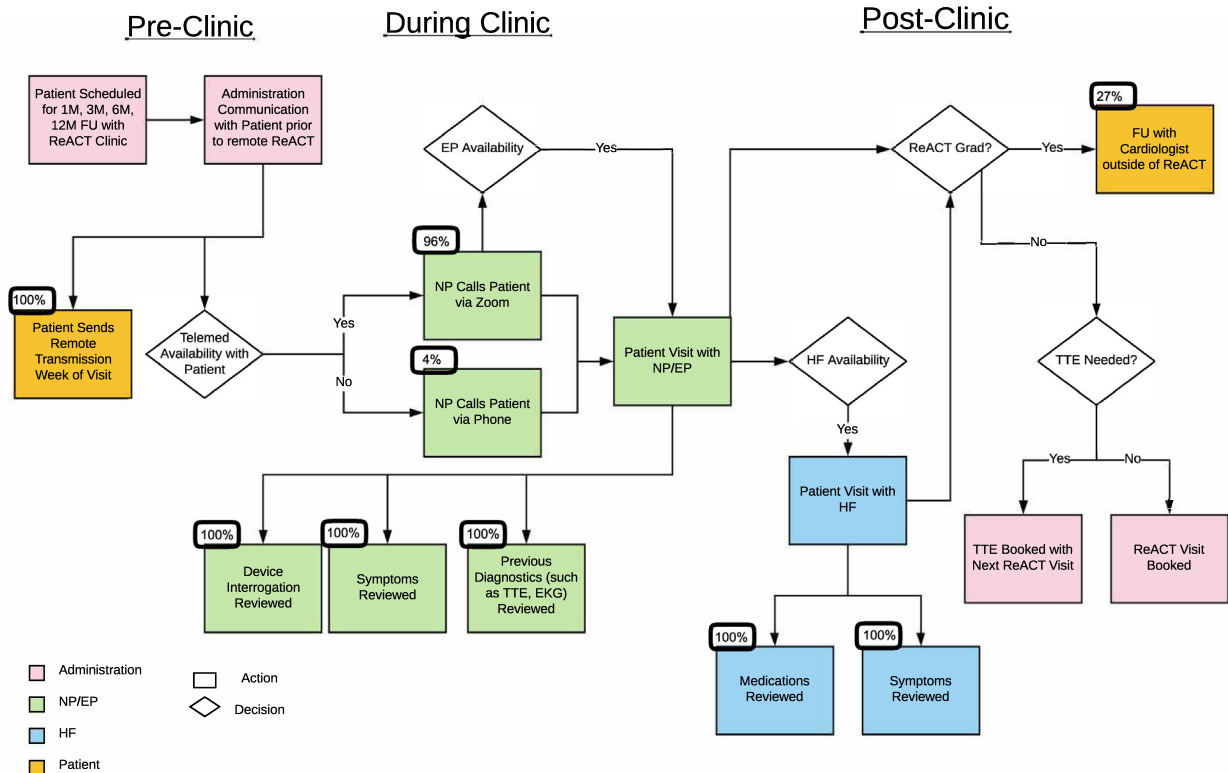 Pre-Clinic
During Clinic
Post-Clinic
Patient Scheduled
for 1M, 3M, 6M,
12M FU with
ReACT Clinic
Administration
Communication
with Patient prior
to remote ReACT
100%
Patient Sends
Remote
Transmission
Week of Visit
Telemed
Availability with
Patient
Yes
No
EP Availability
Yes
96%
NP Calls Patient
via Zoom
4%
NP Calls Patient
via Phone
Patient Visit with
NP/EP
100%
Device
Interrogation
Reviewed
100%
Symptoms
Reviewed
100%
Previous
Diagnostics (such
as TTE, EKG)
Reviewed
HF Availability
Yes
Patient Visit with
HF
100%
Medications
Reviewed
100%
Symptoms
Reviewed
ReACT Grad?
Yes
27%
FU with
Cardiologist
outside of ReACT
No
TTE Needed?
Yes
No
TTE Booked with
Next ReACT Visit
ReACT Visit
Booked
Administration
NP/EP
HF
Patient
Action
Decision